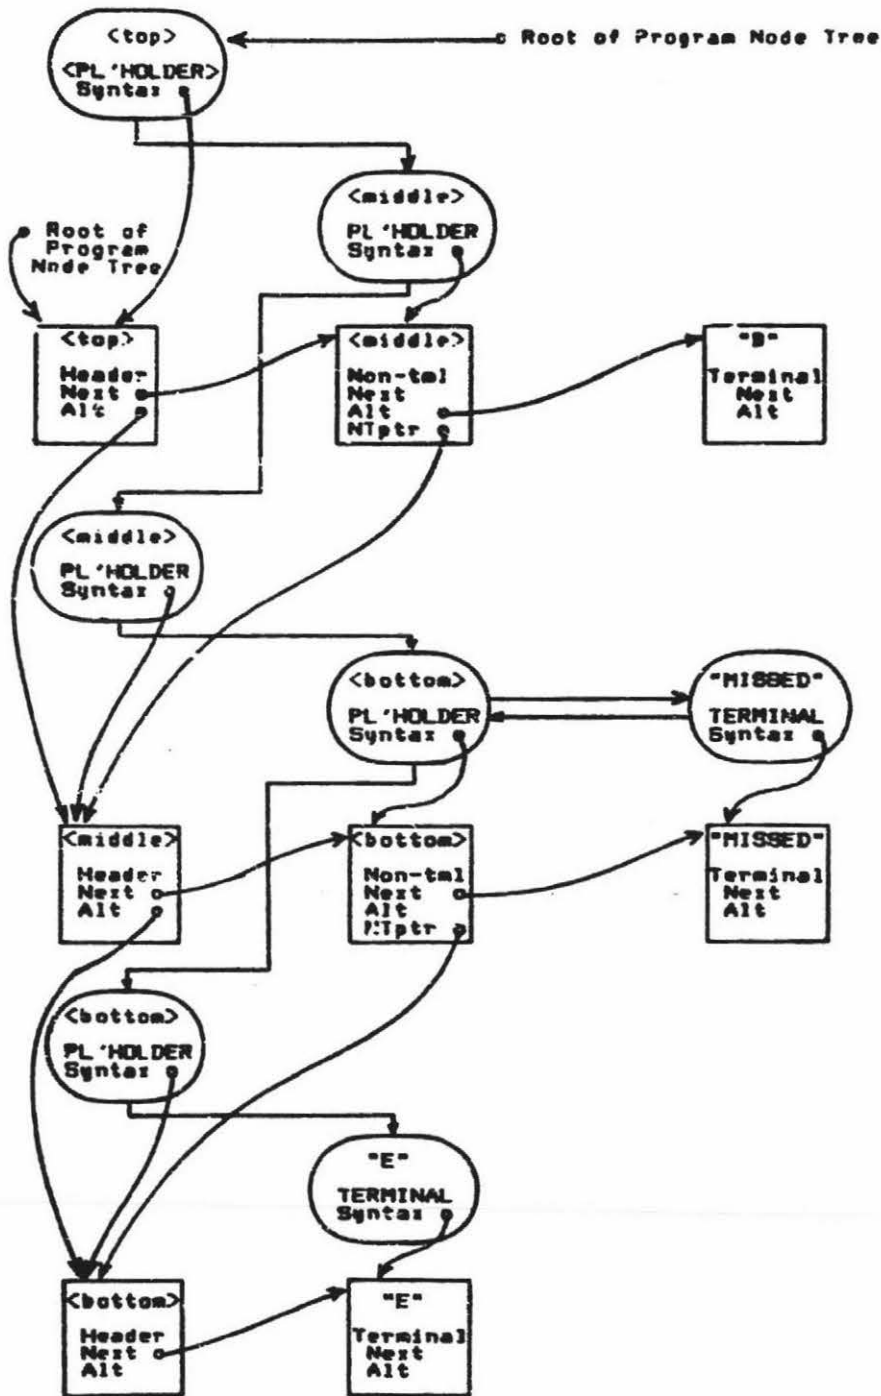 <top>
<PL'HOLDER>
Syntax
Root of Program Node Tree
<middle>
PL'HOLDER
Syntax
Root of
Program
Node Tree
<top>
Header
Next
Alt
<middle>
Non-tml
Next
Alt
NTptr
Terminal
Next
Alt
<middle>
PL'HOLDER
Syntax
<bottom>
PL'HOLDER
Syntax
"MISSED"
TERMINAL
Syntax
<middle>
Header
Next
Alt
<bottom>
Non-tml
Next
Alt
NTptr
"MISSED"
Terminal
Next
Alt
<bottom>
PL'HOLDER
Syntax
"E"
TERMINAL
Syntax
<bottom>
Header
Next
Alt
"E"
Terminal
Next
Alt